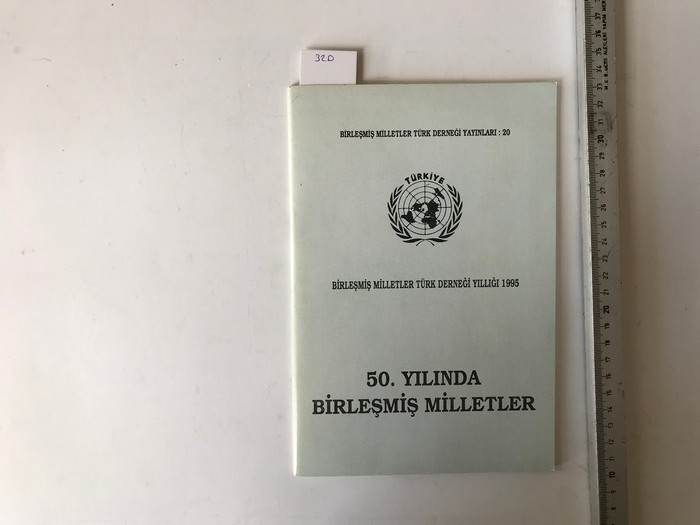 32D
BİRLEŞMİŞ MİLLETLER TÜRK DERNEĞİ YAYINLARI : 20
TÜRKİYE
BİRLEŞMİŞ MİLLETLER TÜRK DERNEĞİ YILLIĞI 1995
50. YILINDA
BİRLEŞMİŞ MİLLETLER